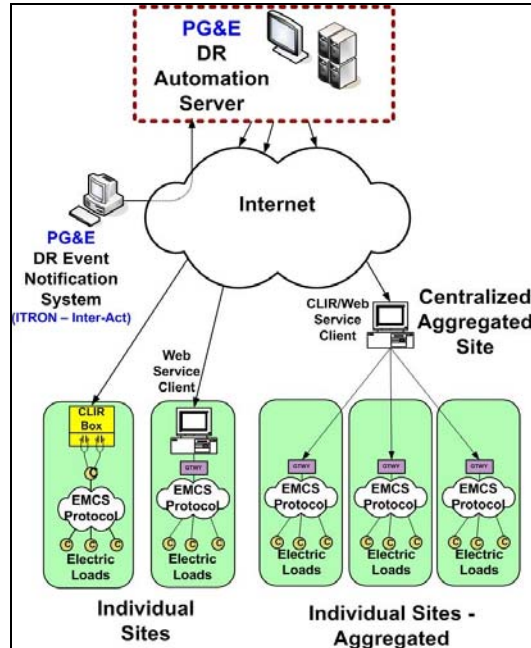 PG&E
DR
Automation
Server
Internet
PG&E
DR Event
Notification
System
(ITRON – Inter-Act)
CLIR/Web
Service
Client
Centralized
Aggregated
Site
Web
Service
Client
CLIR
Box
C
EMCS
Protocol
C C C
Electric
Loads
GTWY
EMCS
Protocol
C C C
Electric
Loads
GTWY
EMCS
Protocol
C C C
Electric
Loads
GTWY
EMCS
Protocol
C C C
Electric
Loads
GTWY
EMCS
Protocol
C C C
Electric
Loads
Individual
Sites
Individual Sites -
Aggregated